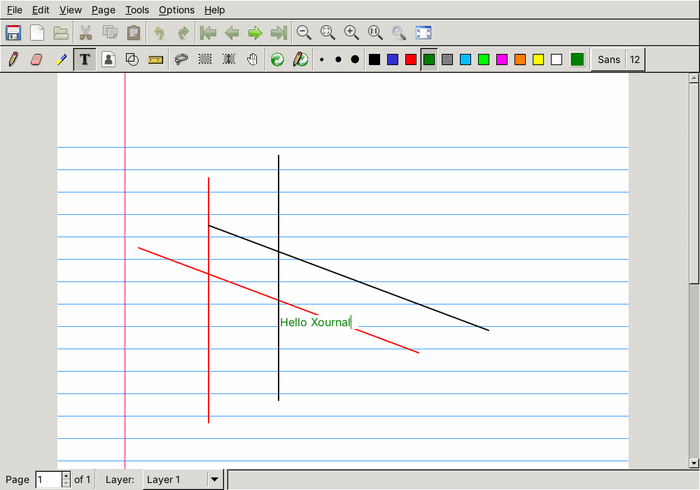 File Edit View Page Tools Options Help
T Sans 12
Hello Xournal
Page 1 of 1 Layer: Layer 1